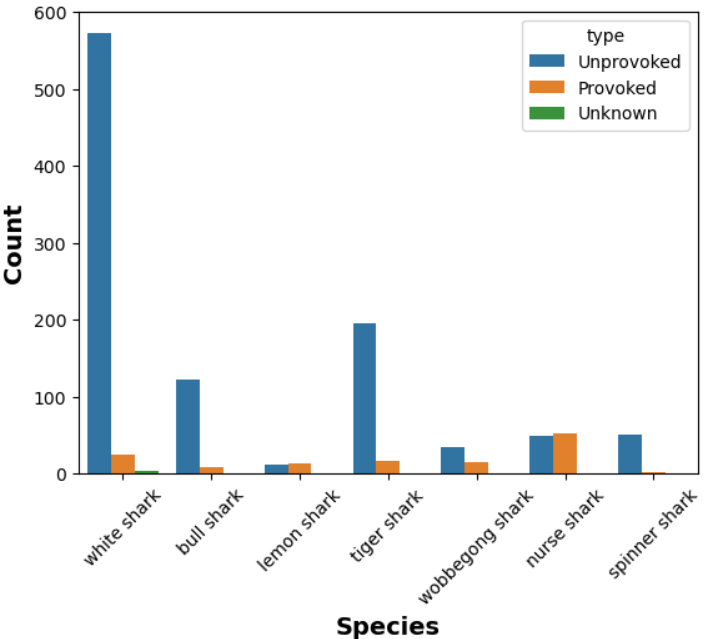 600
500
400
300
200
100
0
Count
type
Unprovoked
Provoked
Unknown
white shark
bull shark
lemon shark
tiger shark
wobbegong shark
nurse shark
spinner shark
Species